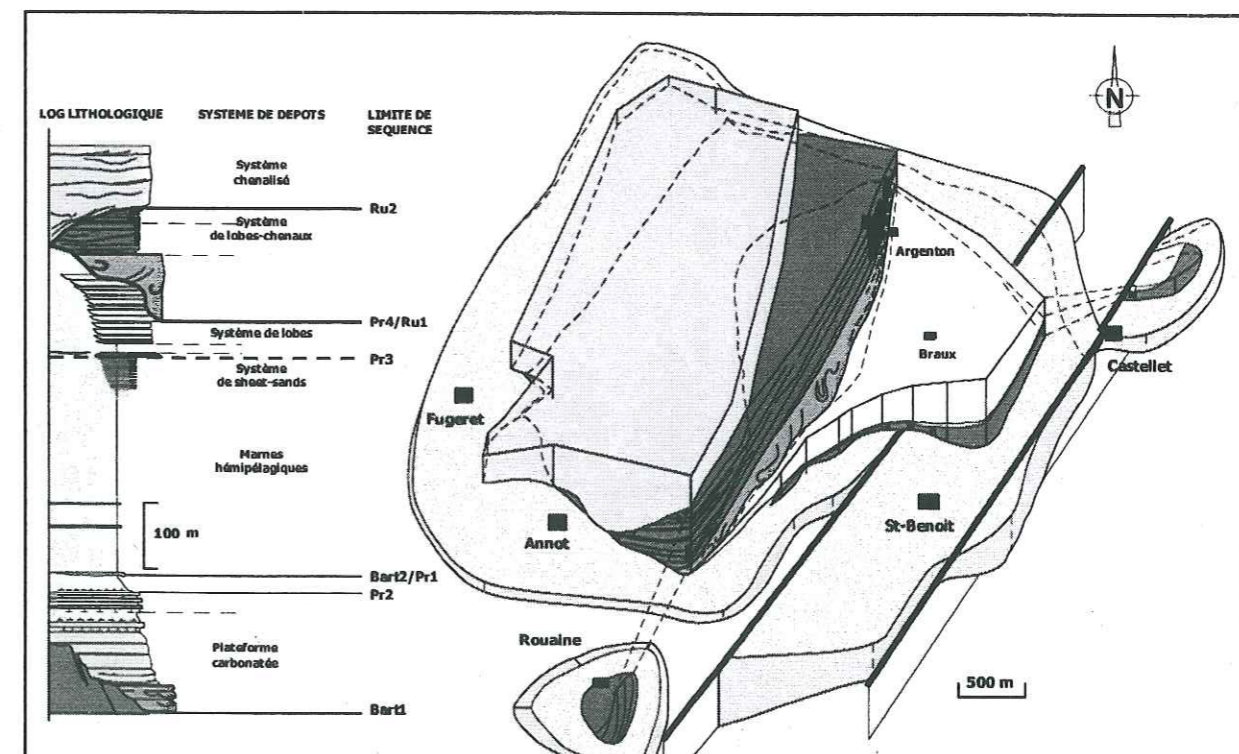 LOG LITHOLOGIQUE
SYSTEME DE DEPOTS
LIMITE DE
SEQUENCE
Système
chenalisé
Ru2
Système
de lobes-chenaux
Pr4/Ru1
Système de lobes
Pr3
Système
de sheet-sands
Marnes
hémipélagiques
100 m
Bart2/Pr1
Pr2
Plateforme
carbonatée
Bart1
N
Argenton
Braux
Castellet
Fugeret
Annot
St-Benoit
Rouaine
500 m